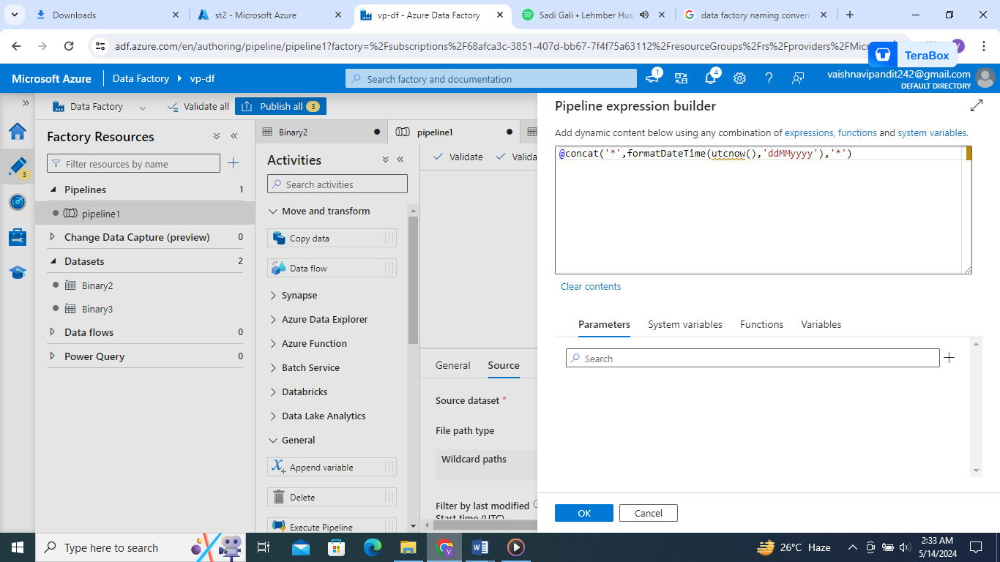 Downloads
st2 - Microsoft Azure
vp-df - Azure Data Factory
Sadi Gali • Lehmber Huss
data factory naming convent
adf.azure.com/en/authoring/pipeline/pipeline1?factory=%2Fsubscriptions%2F68afca3c-3851-407d-bb67-7f4f75a63112%2FresourceGroups%2Frs%2Fproviders%2FMicr
TeraBox
Microsoft Azure
Data Factory
vp-df
Search factory and documentation
1
4
vaishnavipandit242@gmail.com
DEFAULT DIRECTORY
Data Factory
Validate all
Publish all 3
Factory Resources
Filter resources by name
3
Pipelines 1
pipeline1
Change Data Capture (preview) 0
Datasets 2
Binary2
Binary3
Data flows 0
Power Query 0
Binary2
pipeline1
Activities
Search activities
Move and transform
Copy data
Data flow
Synapse
Azure Data Explorer
Azure Function
Batch Service
Databricks
Data Lake Analytics
General
Append variable
Delete
Execute Pipeline
Validate
Valida
General
Source
Source dataset *
File path type
Wildcard paths
Filter by last modified
Start time (UTC)
Pipeline expression builder
Add dynamic content below using any combination of expressions, functions and system variables.
@concat('*',formatDateTime(utcnow(),'ddMMyyyy'),'*')
Clear contents
Parameters
System variables
Functions
Variables
Search
OK
Cancel
Type here to search
26°C Haze
2:33 AM
5/14/2024